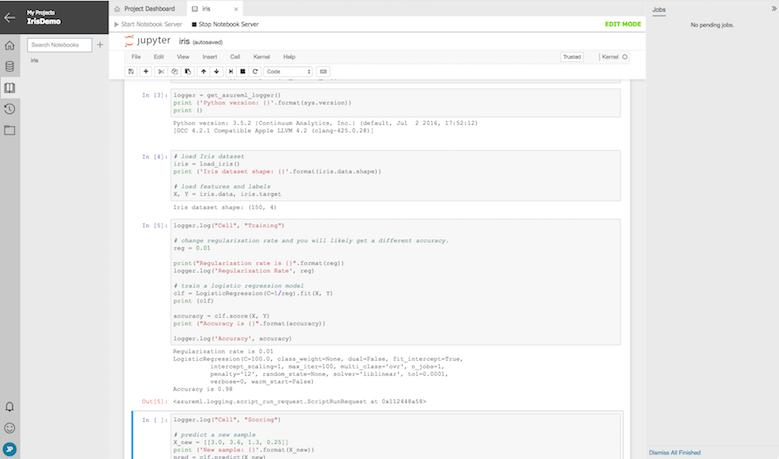 My Projects
IrisDemo
Search Notebooks
iris
Project Dashboard
iris
Start Notebook Server
Stop Notebook Server
EDIT MODE
jupyter iris (autosaved)
File Edit View Insert Cell Kernel Help
Trusted Kernel
Code
In [3]: logger = get_azureml_logger()
print ('Python version: {}'.format(sys.version))
print ()
Python version: 3.5.2 |Continuum Analytics, Inc.| (default, Jul 2 2016, 17:52:12)
[GCC 4.2.1 Compatible Apple LLVM 4.2 (clang-425.0.28)]
In [4]: # load Iris dataset
iris = load_iris()
print ('Iris dataset shape: {}'.format(iris.data.shape))
# load features and labels
X, Y = iris.data, iris.target
Iris dataset shape: (150, 4)
In [5]: logger.log("Cell", "Training")
# change regularization rate and you will likely get a different accuracy.
reg = 0.01
print("Regularization rate is {}".format(reg))
logger.log('Regularization Rate', reg)
# train a logistic regression model
clf = LogisticRegression(C=1/reg).fit(X, Y)
print (clf)
accuracy = clf.score(X, Y)
print ("Accuracy is {}".format(accuracy))
logger.log('Accuracy', accuracy)
Regularization rate is 0.01
LogisticRegression(C=100.0, class_weight=None, dual=False, fit_intercept=True,
intercept_scaling=1, max_iter=100, multi_class='ovr', n_jobs=1,
penalty='l2', random_state=None, solver='liblinear', tol=0.0001,
verbose=0, warm_start=False)
Accuracy is 0.98
Out[5]: <azureml.logging.script_run_request.ScriptRunRequest at 0x112448a58>
In [ ]: logger.log("Cell", "Scoring")
# predict a new sample
X_new = [[3.0, 3.6, 1.3, 0.25]]
print ('New sample: {}'.format(X_new))
pred = clf.predict(X_new)
Jobs
No pending jobs.
Dismiss All Finished